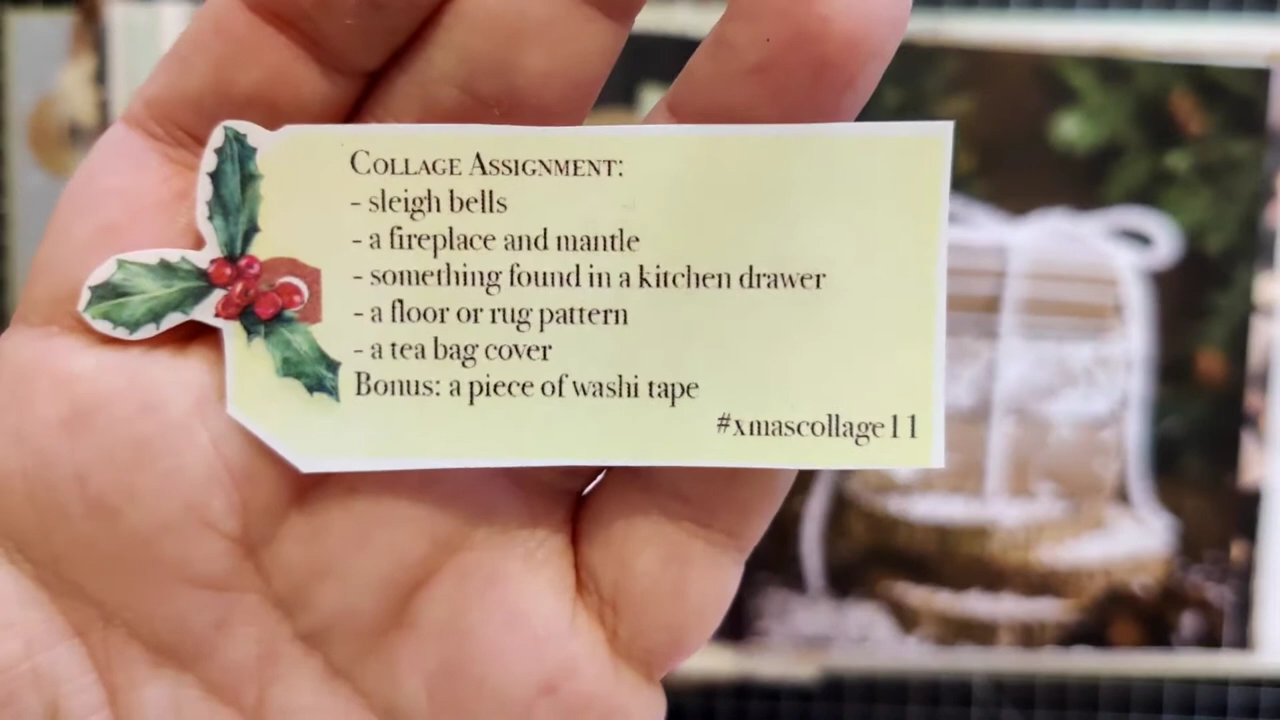 COLLAGE ASSIGNMENT:
- sleigh bells
- a fireplace and mantle
- something found in a kitchen drawer
- a floor or rug pattern
- a tea bag cover
Bonus: a piece of washi tape
#xmascollage11